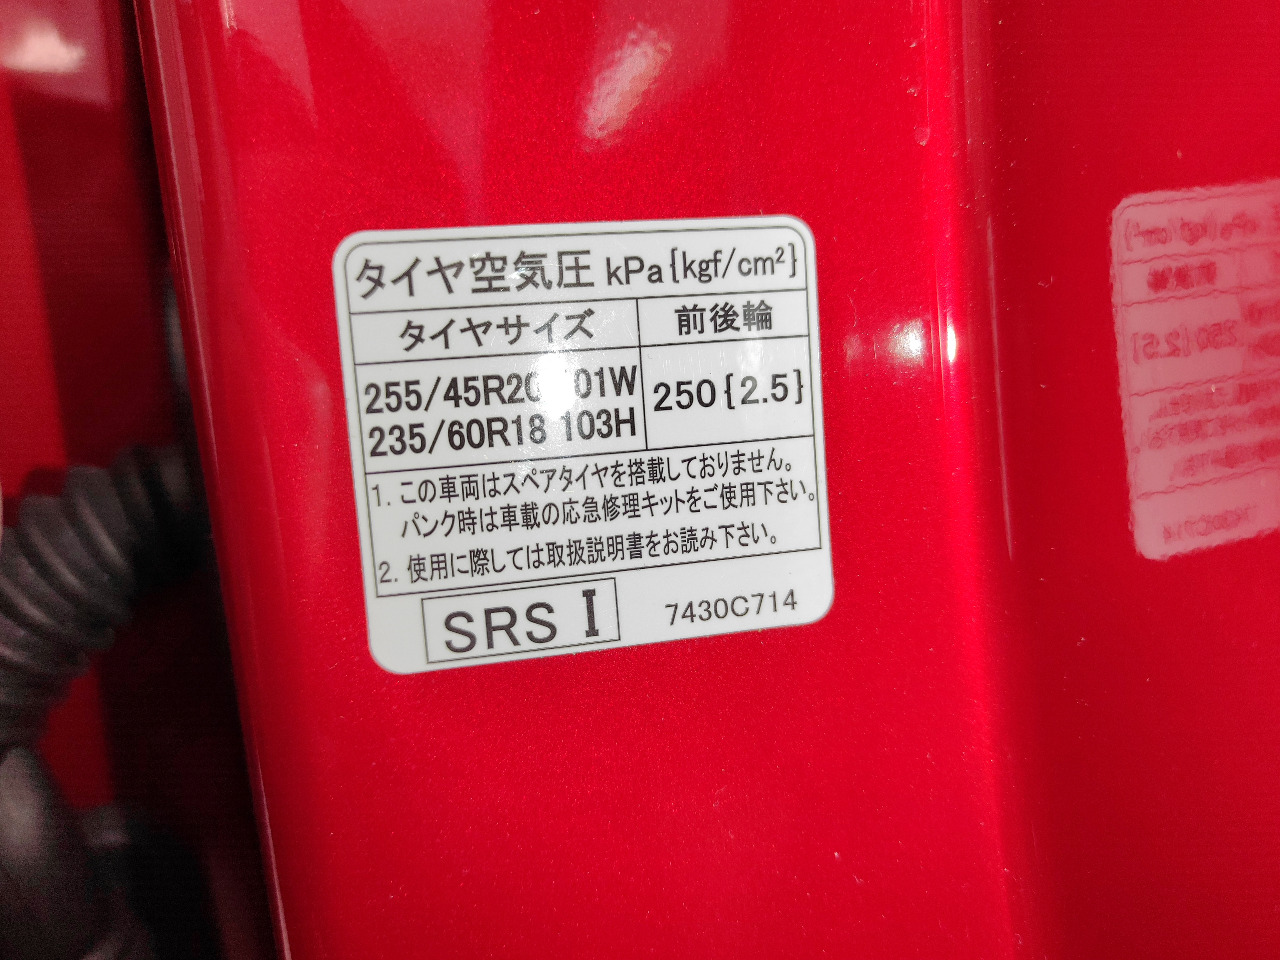 タイヤ空気圧 kPa{kgf/cm²}
タイヤサイズ 前後輪
255/45R20 101W 250{2.5}
235/60R18 103H
1. この車両はスペアタイヤを搭載しておりません。
パンク時は車載の応急修理キットをご使用下さい。
2. 使用に際しては取扱説明書をお読み下さい。
SRS I 7430C714